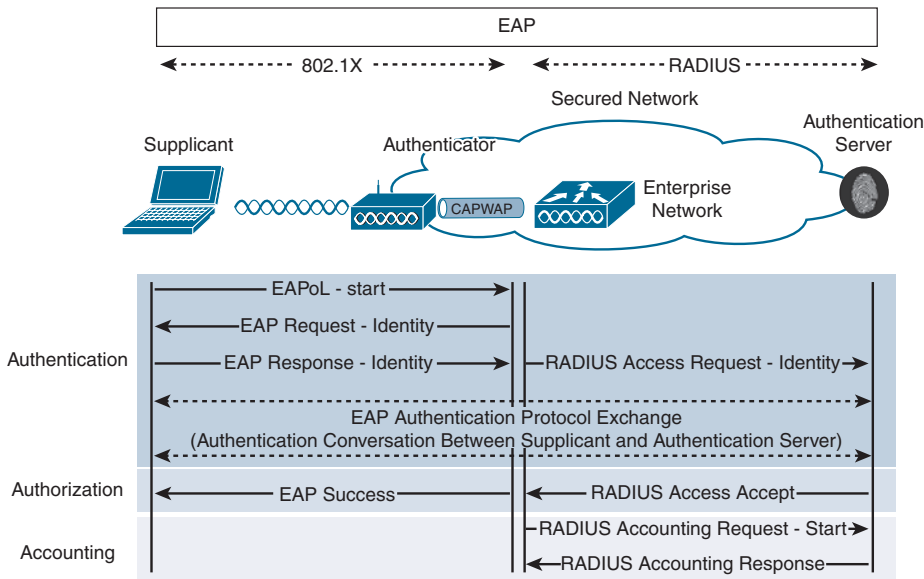 EAP
802.1X
RADIUS
Secured Network
Supplicant
Authenticator
Authentication
Server
CAPWAP
Enterprise
Network
EAPoL - start
EAP Request - Identity
Authentication
EAP Response - Identity
RADIUS Access Request - Identity
EAP Authentication Protocol Exchange
(Authentication Conversation Between Supplicant and Authentication Server)
Authorization
EAP Success
RADIUS Access Accept
RADIUS Accounting Request - Start
Accounting
RADIUS Accounting Response